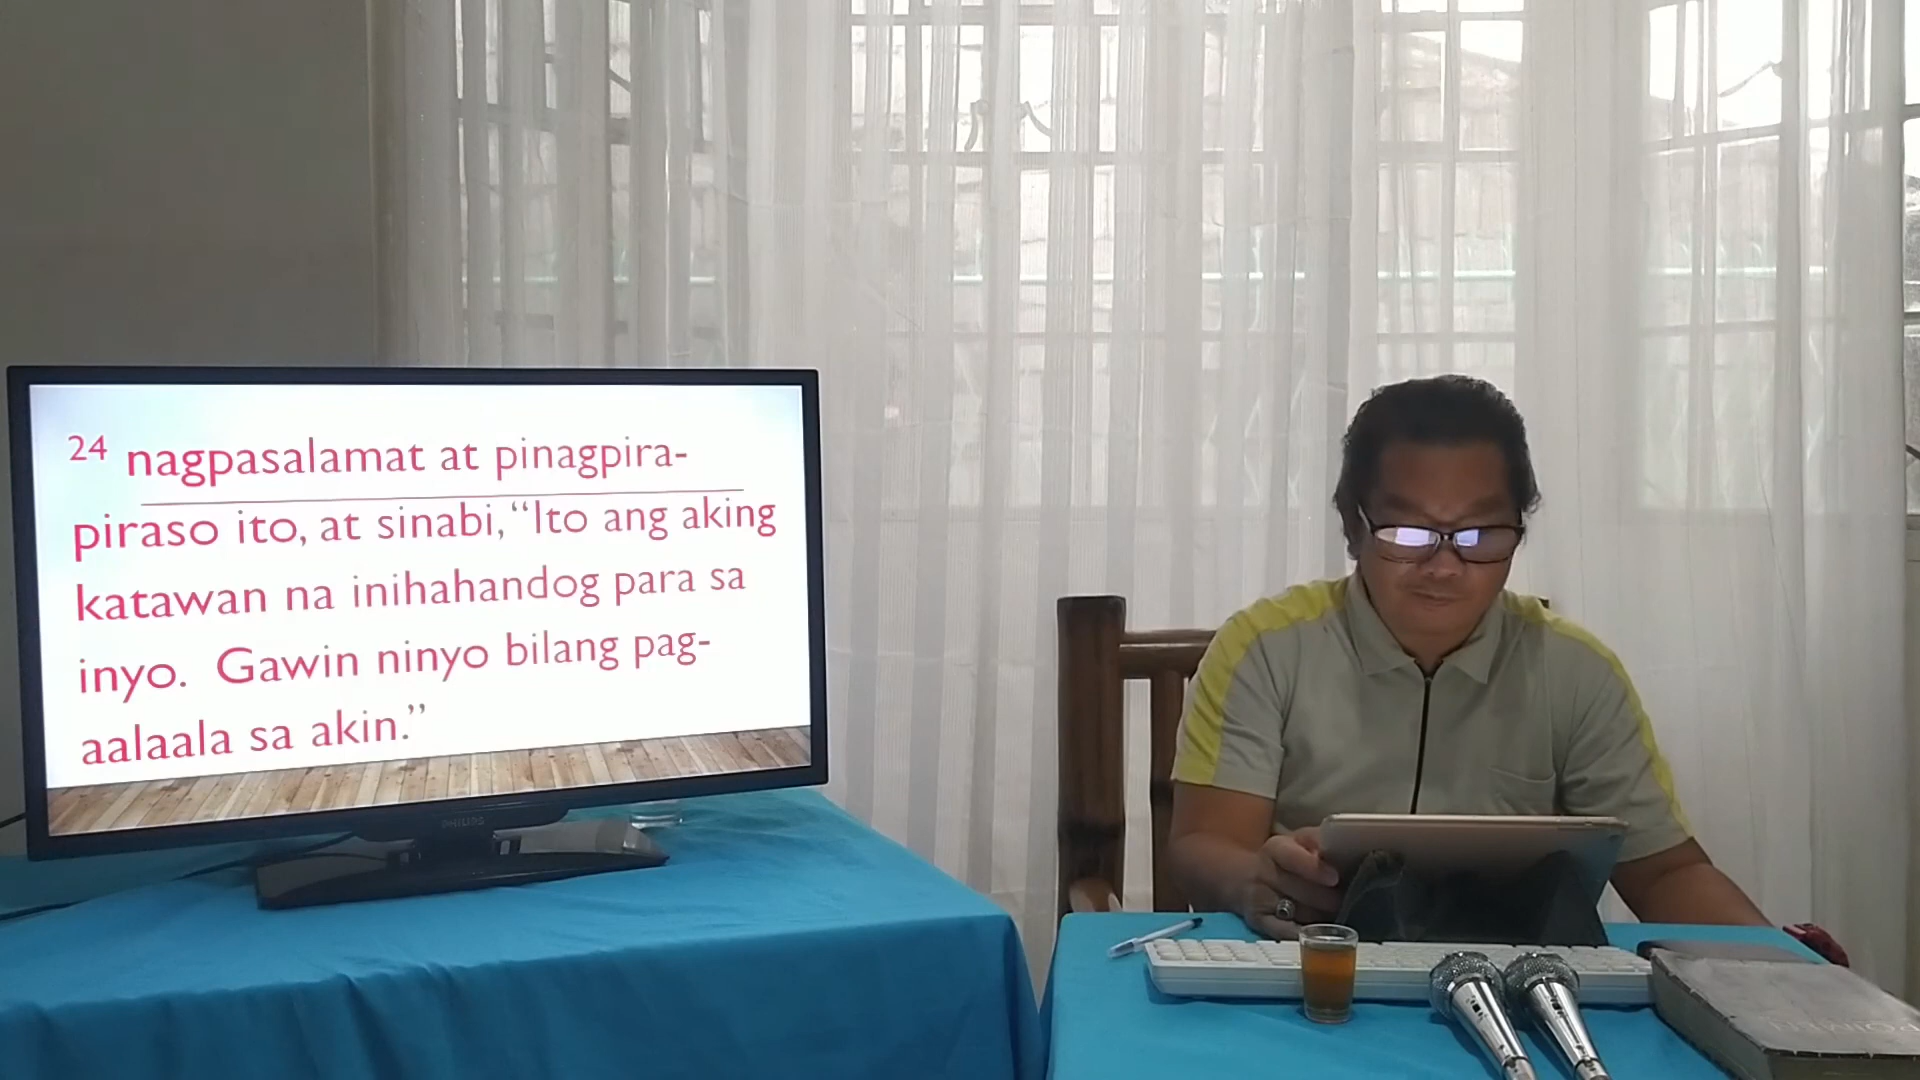 24 nagpasalamat at pinagpira-
piraso ito, at sinabi, “Ito ang aking
katawan na inihahandog para sa
inyo. Gawin ninyo bilang pag-
aalaala sa akin.”
PHILIPS